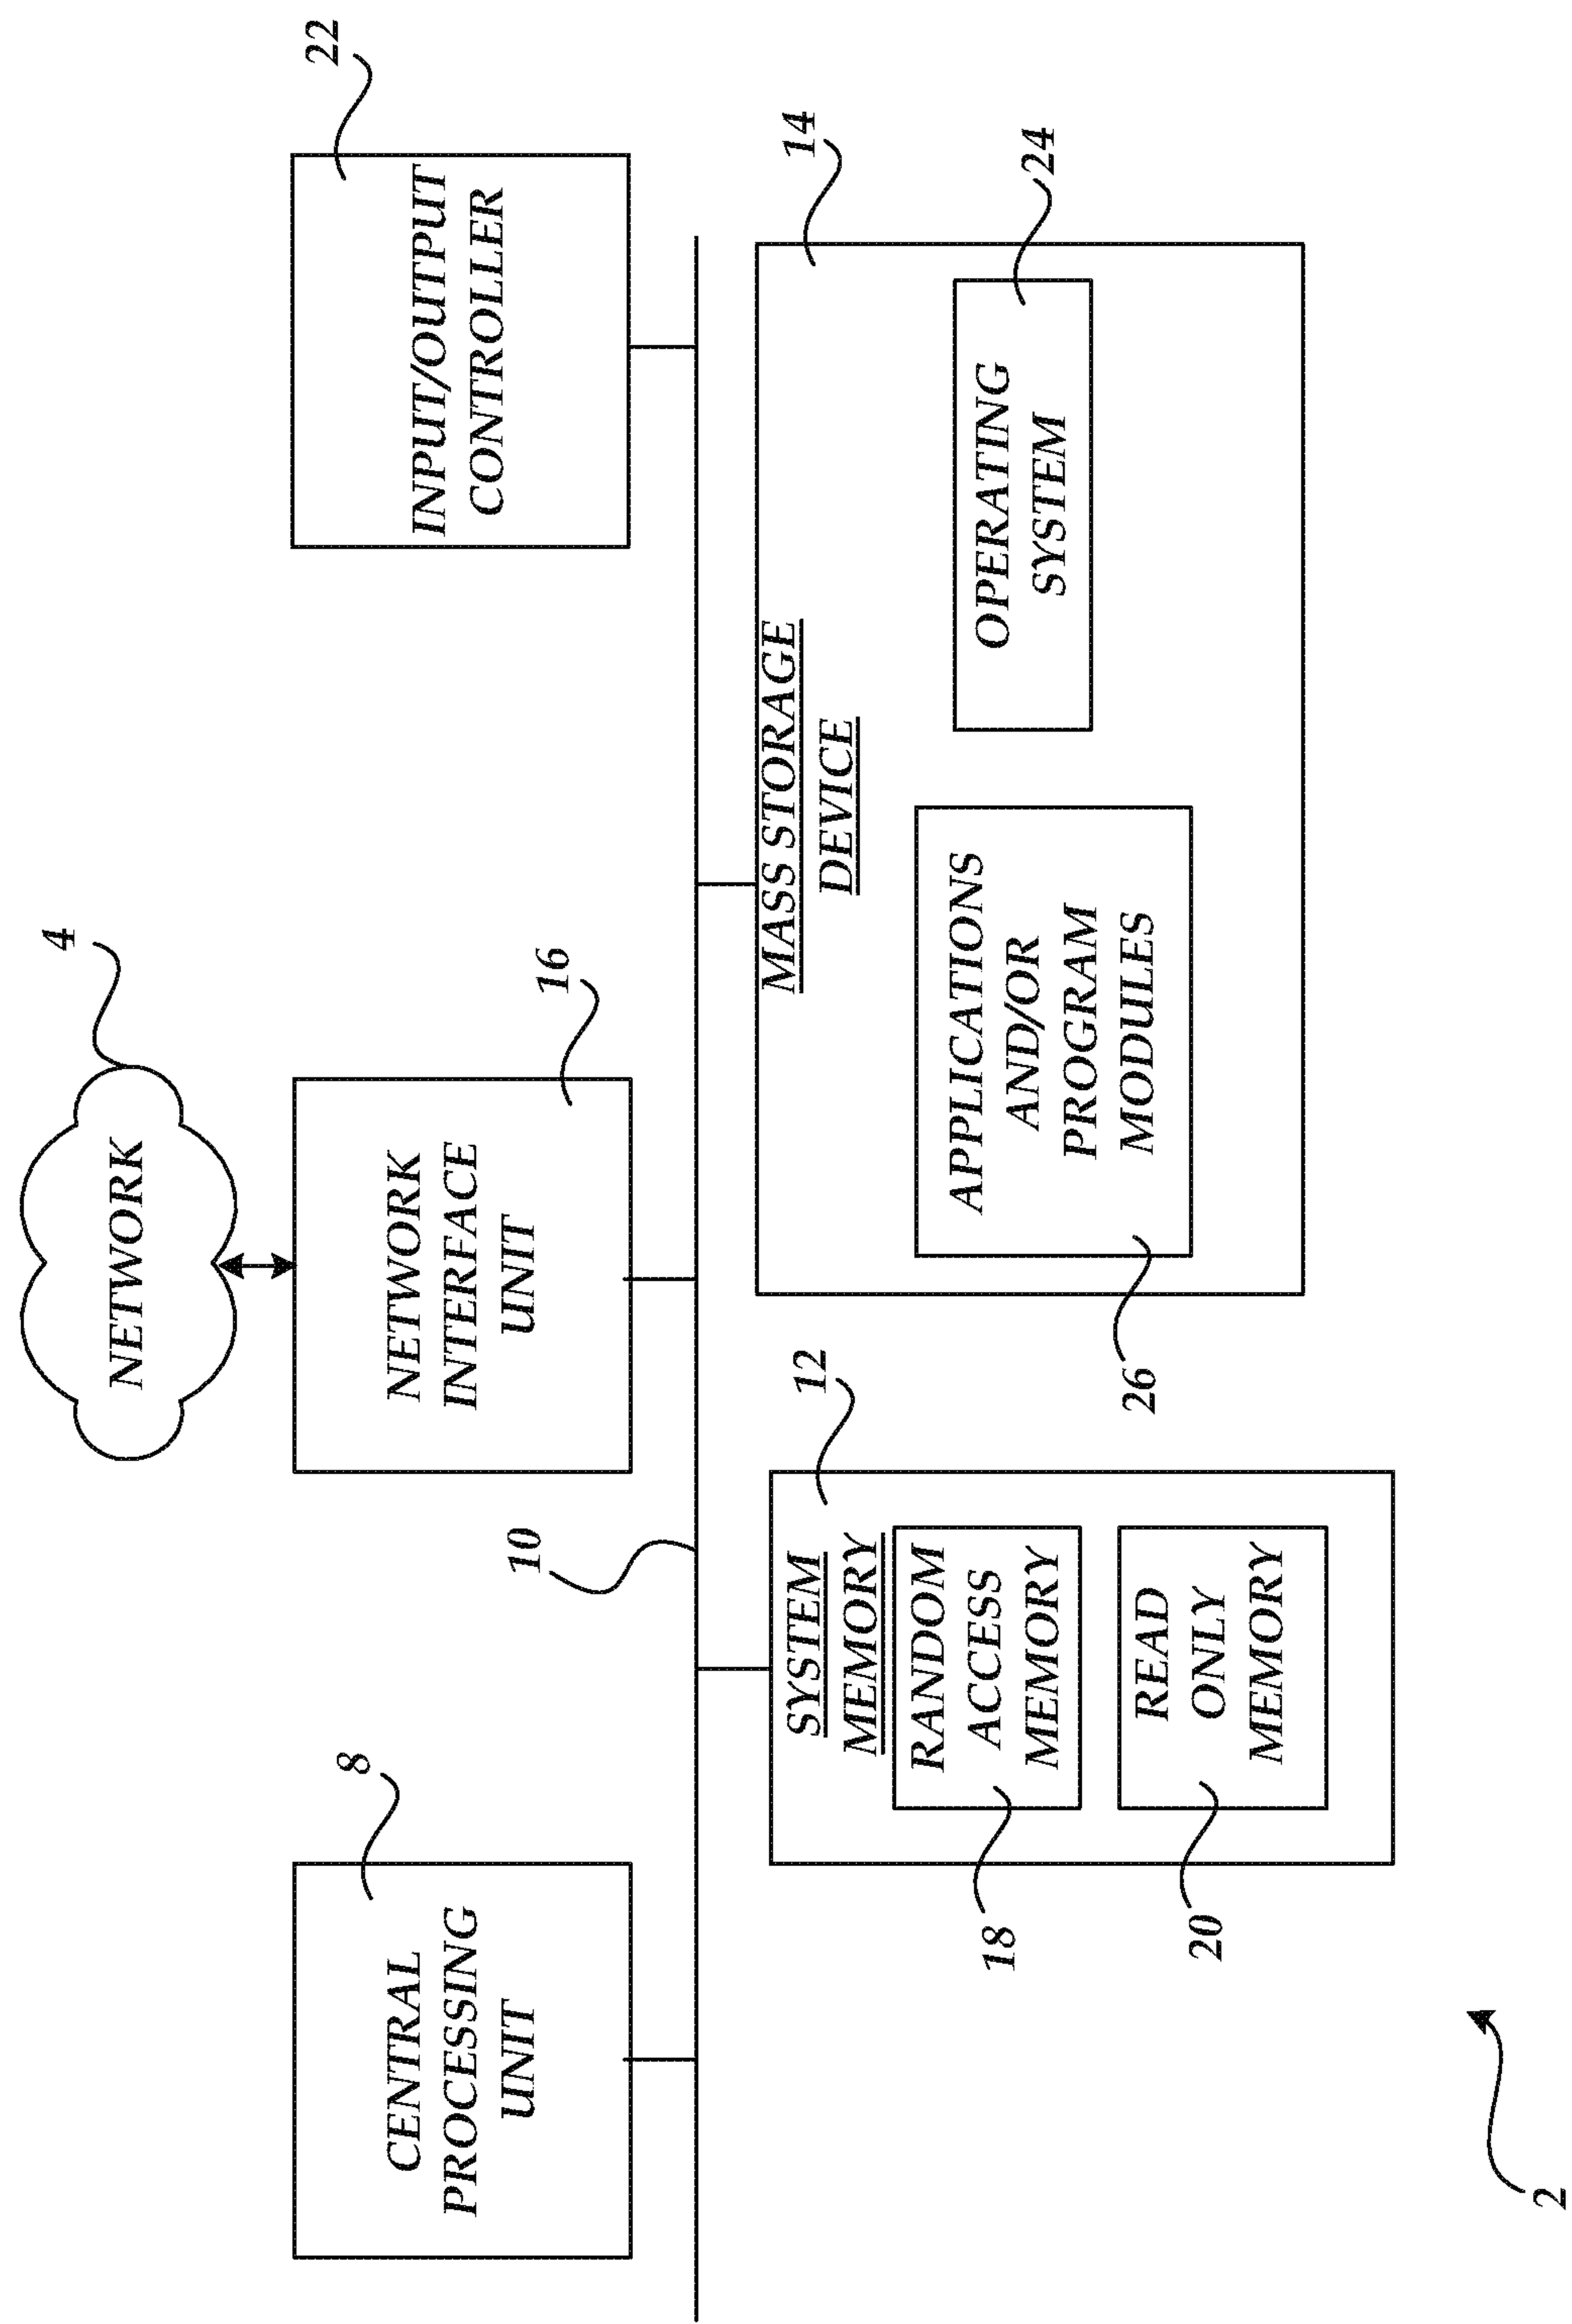 4
NETWORK
8
CENTRAL
PROCESSING
UNIT
16
NETWORK
INTERFACE
UNIT
22
INPUT/OUTPUT
CONTROLLER
10
12
SYSTEM
MEMORY
RANDOM
ACCESS
MEMORY
18
READ
ONLY
MEMORY
20
14
MASS STORAGE
DEVICE
APPLICATIONS
AND/OR
PROGRAM
MODULES
26
OPERATING
SYSTEM
24
2